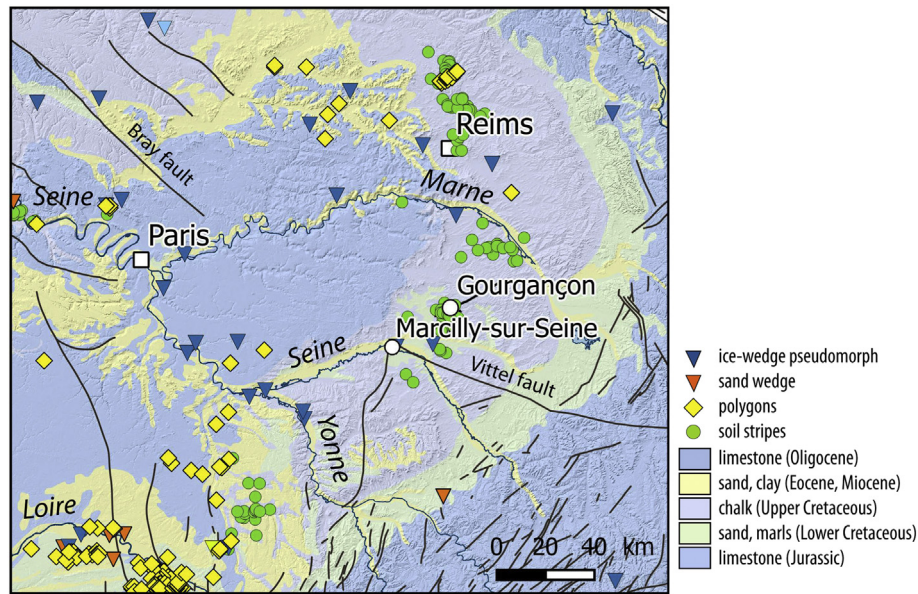 Reims
Bray fault
Marne
Seine
Paris
Gourgançon
Marcilly-sur-Seine
Seine
Vittel fault
Yonne
Loire
0 20 40 km
ice-wedge pseudomorph
sand wedge
polygons
soil stripes
limestone (Oligocene)
sand, clay (Eocene, Miocene)
chalk (Upper Cretaceous)
sand, marls (Lower Cretaceous)
limestone (Jurassic)